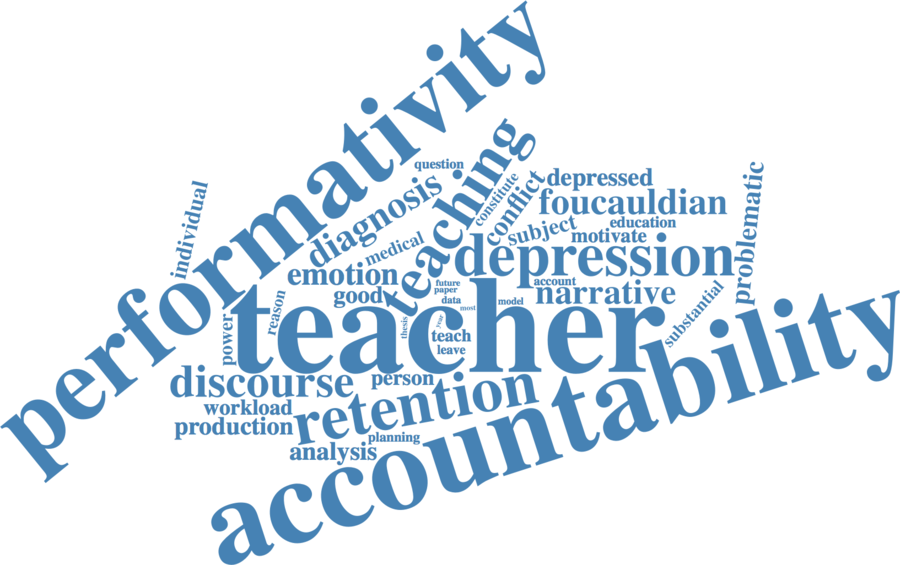 performativity
question
teaching
constitute
conflict
depressed
individual
diagnosis
foucauldian
problematic
education
subject
motivate
medical
depression
emotion
account
narrative
future
paper
good
data
most
model
substantial
reason
power
teacher
thesis
year
teach
leave
accountability
discourse
person
retention
workload
production
planning
analysis